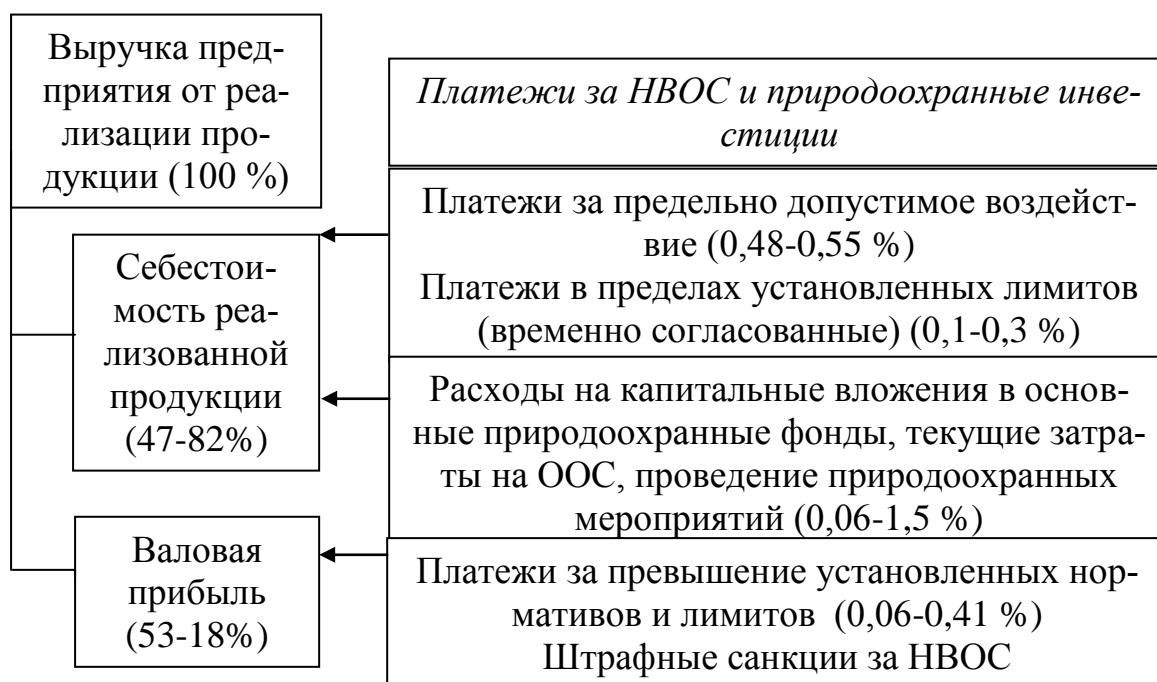 Выручка пред-
приятия от реа-
лизации про-
дукции (100 %)
Платежи за НВОС и природоохранные инве-
стиции
Платежи за предельно допустимое воздейст-
вие (0,48-0,55 %)
Платежи в пределах установленных лимитов
(временно согласованные) (0,1-0,3 %)
Себестои-
мость реа-
лизованной
продукции
(47-82%)
Расходы на капитальные вложения в основ-
ные природоохранные фонды, текущие затра-
ты на ООС, проведение природоохранных
мероприятий (0,06-1,5 %)
Валовая
прибыль
(53-18%)
Платежи за превышение установленных нор-
мативов и лимитов (0,06-0,41 %)
Штрафные санкции за НВОС